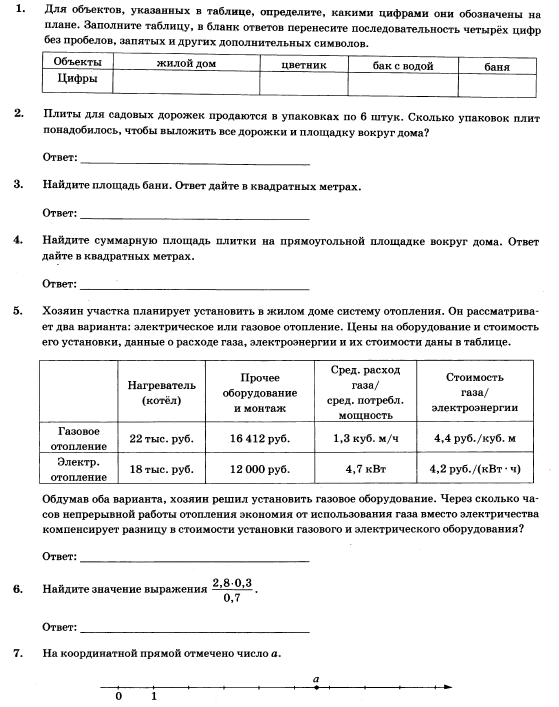 1. Для объектов, указанных в таблице, определите, какими цифрами они обозначены на
плане. Заполните таблицу, в бланк ответов перенесите последовательность четырёх цифр
без пробелов, запятых и других дополнительных символов.
Объекты жилой дом цветник бак с водой баня
Цифры
2. Плиты для садовых дорожек продаются в упаковках по 6 штук. Сколько упаковок плит
понадобилось, чтобы выложить все дорожки и площадку вокруг дома?
Ответ:
3. Найдите площадь бани. Ответ дайте в квадратных метрах.
Ответ:
4. Найдите суммарную площадь плитки на прямоугольной площадке вокруг дома. Ответ
дайте в квадратных метрах.
Ответ:
5. Хозяин участка планирует установить в жилом доме систему отопления. Он рассматрива-
ет два варианта: электрическое или газовое отопление. Цены на оборудование и стоимость
его установки, данные о расходе газа, электроэнергии и их стоимости даны в таблице.
Нагреватель
(котёл)
Прочее
оборудование
и монтаж
Сред. расход
газа/
сред. потребл.
мощность
Стоимость
газа/
электроэнергии
Газовое
отопление
22 тыс. руб. 16 412 руб. 1,3 куб. м/ч 4,4 руб./куб. м
Электр.
отопление
18 тыс. руб. 12 000 руб. 4,7 кВт 4,2 руб./(кВт · ч)
Обдумав оба варианта, хозяин решил установить газовое оборудование. Через сколько ча-
сов непрерывной работы отопления экономия от использования газа вместо электричества
компенсирует разницу в стоимости установки газового и электрического оборудования?
Ответ:
6. Найдите значение выражения 2,8·0,3
0,7 .
Ответ:
7. На координатной прямой отмечено число a.
a
0 1